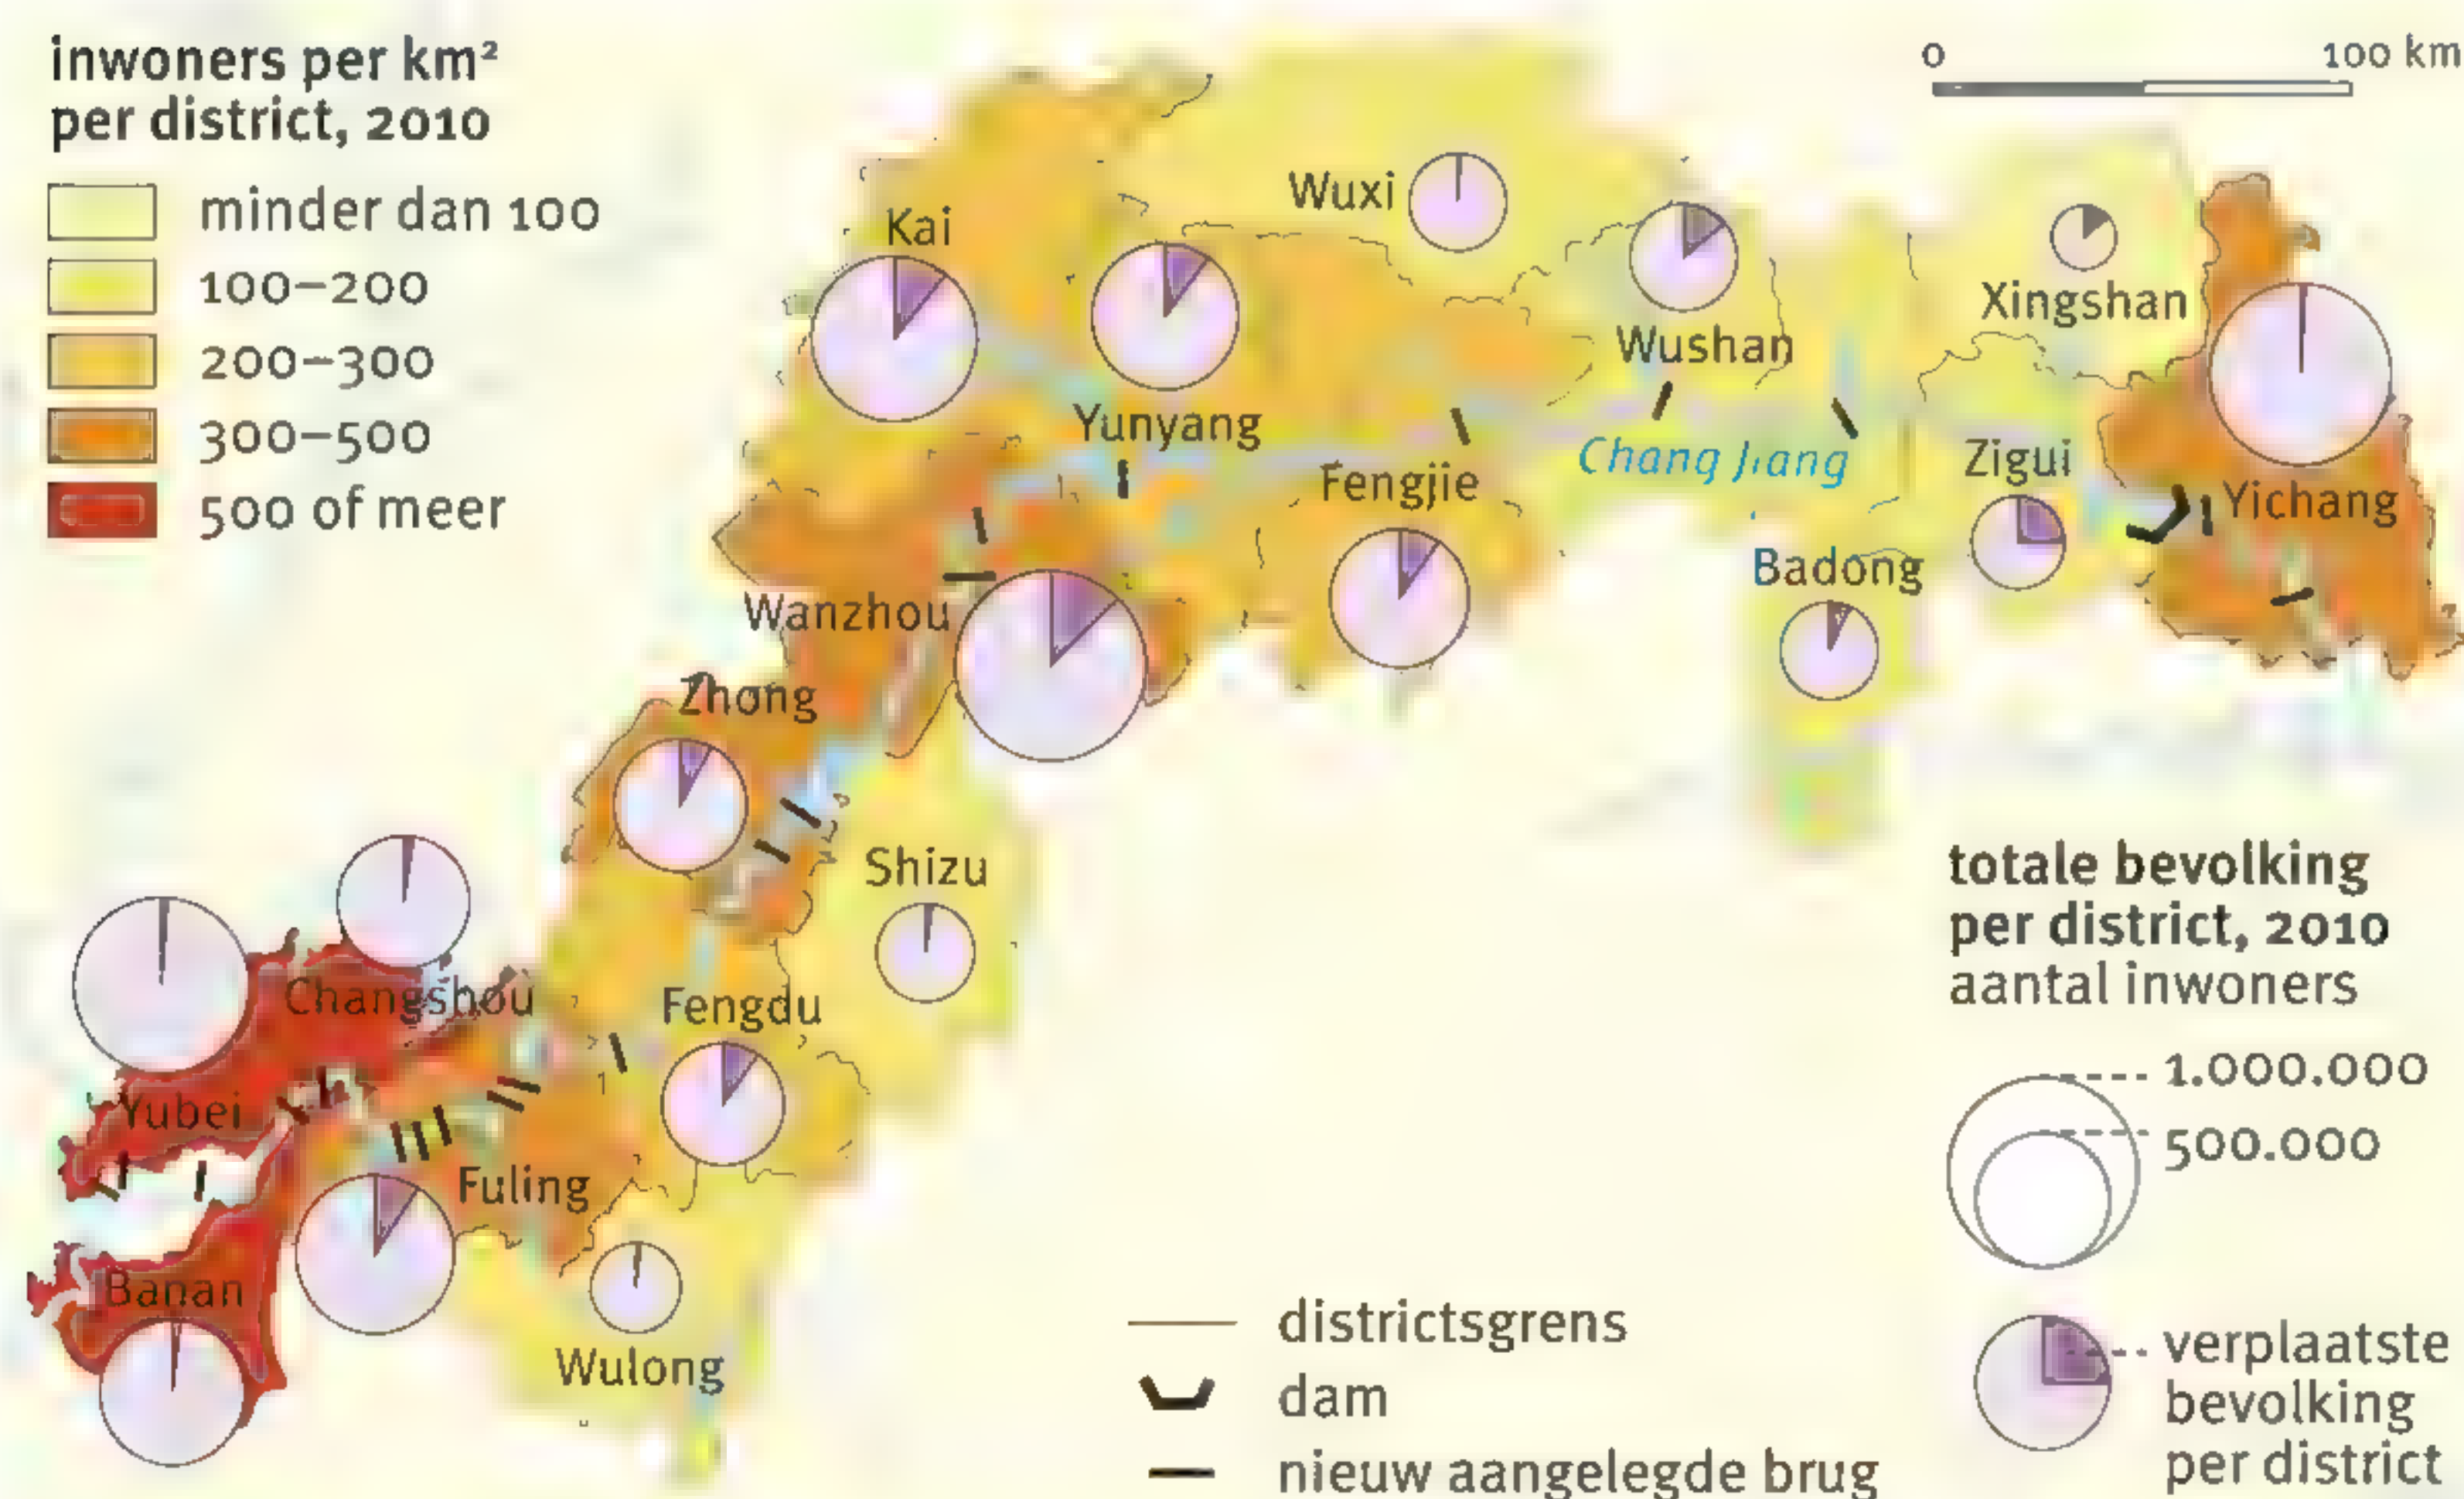 inwoners per km²
per district, 2010
minder dan 100
100–200
200–300
300–500
500 of meer
0 100 km
Wuxi
Kai
Xingshan
Wushan
Yunyang
Chang Jiang
Zigui
Fengjie
Yichang
Badong
Wanzhou
Zhong
Shizu
Changshou
Fengdu
Yubei
Fuling
Banan
Wulong
totale bevolking
per district, 2010
aantal inwoners
1.000.000
500.000
verplaatste
bevolking
per district
districtsgrens
dam
nieuw aangelegde brug